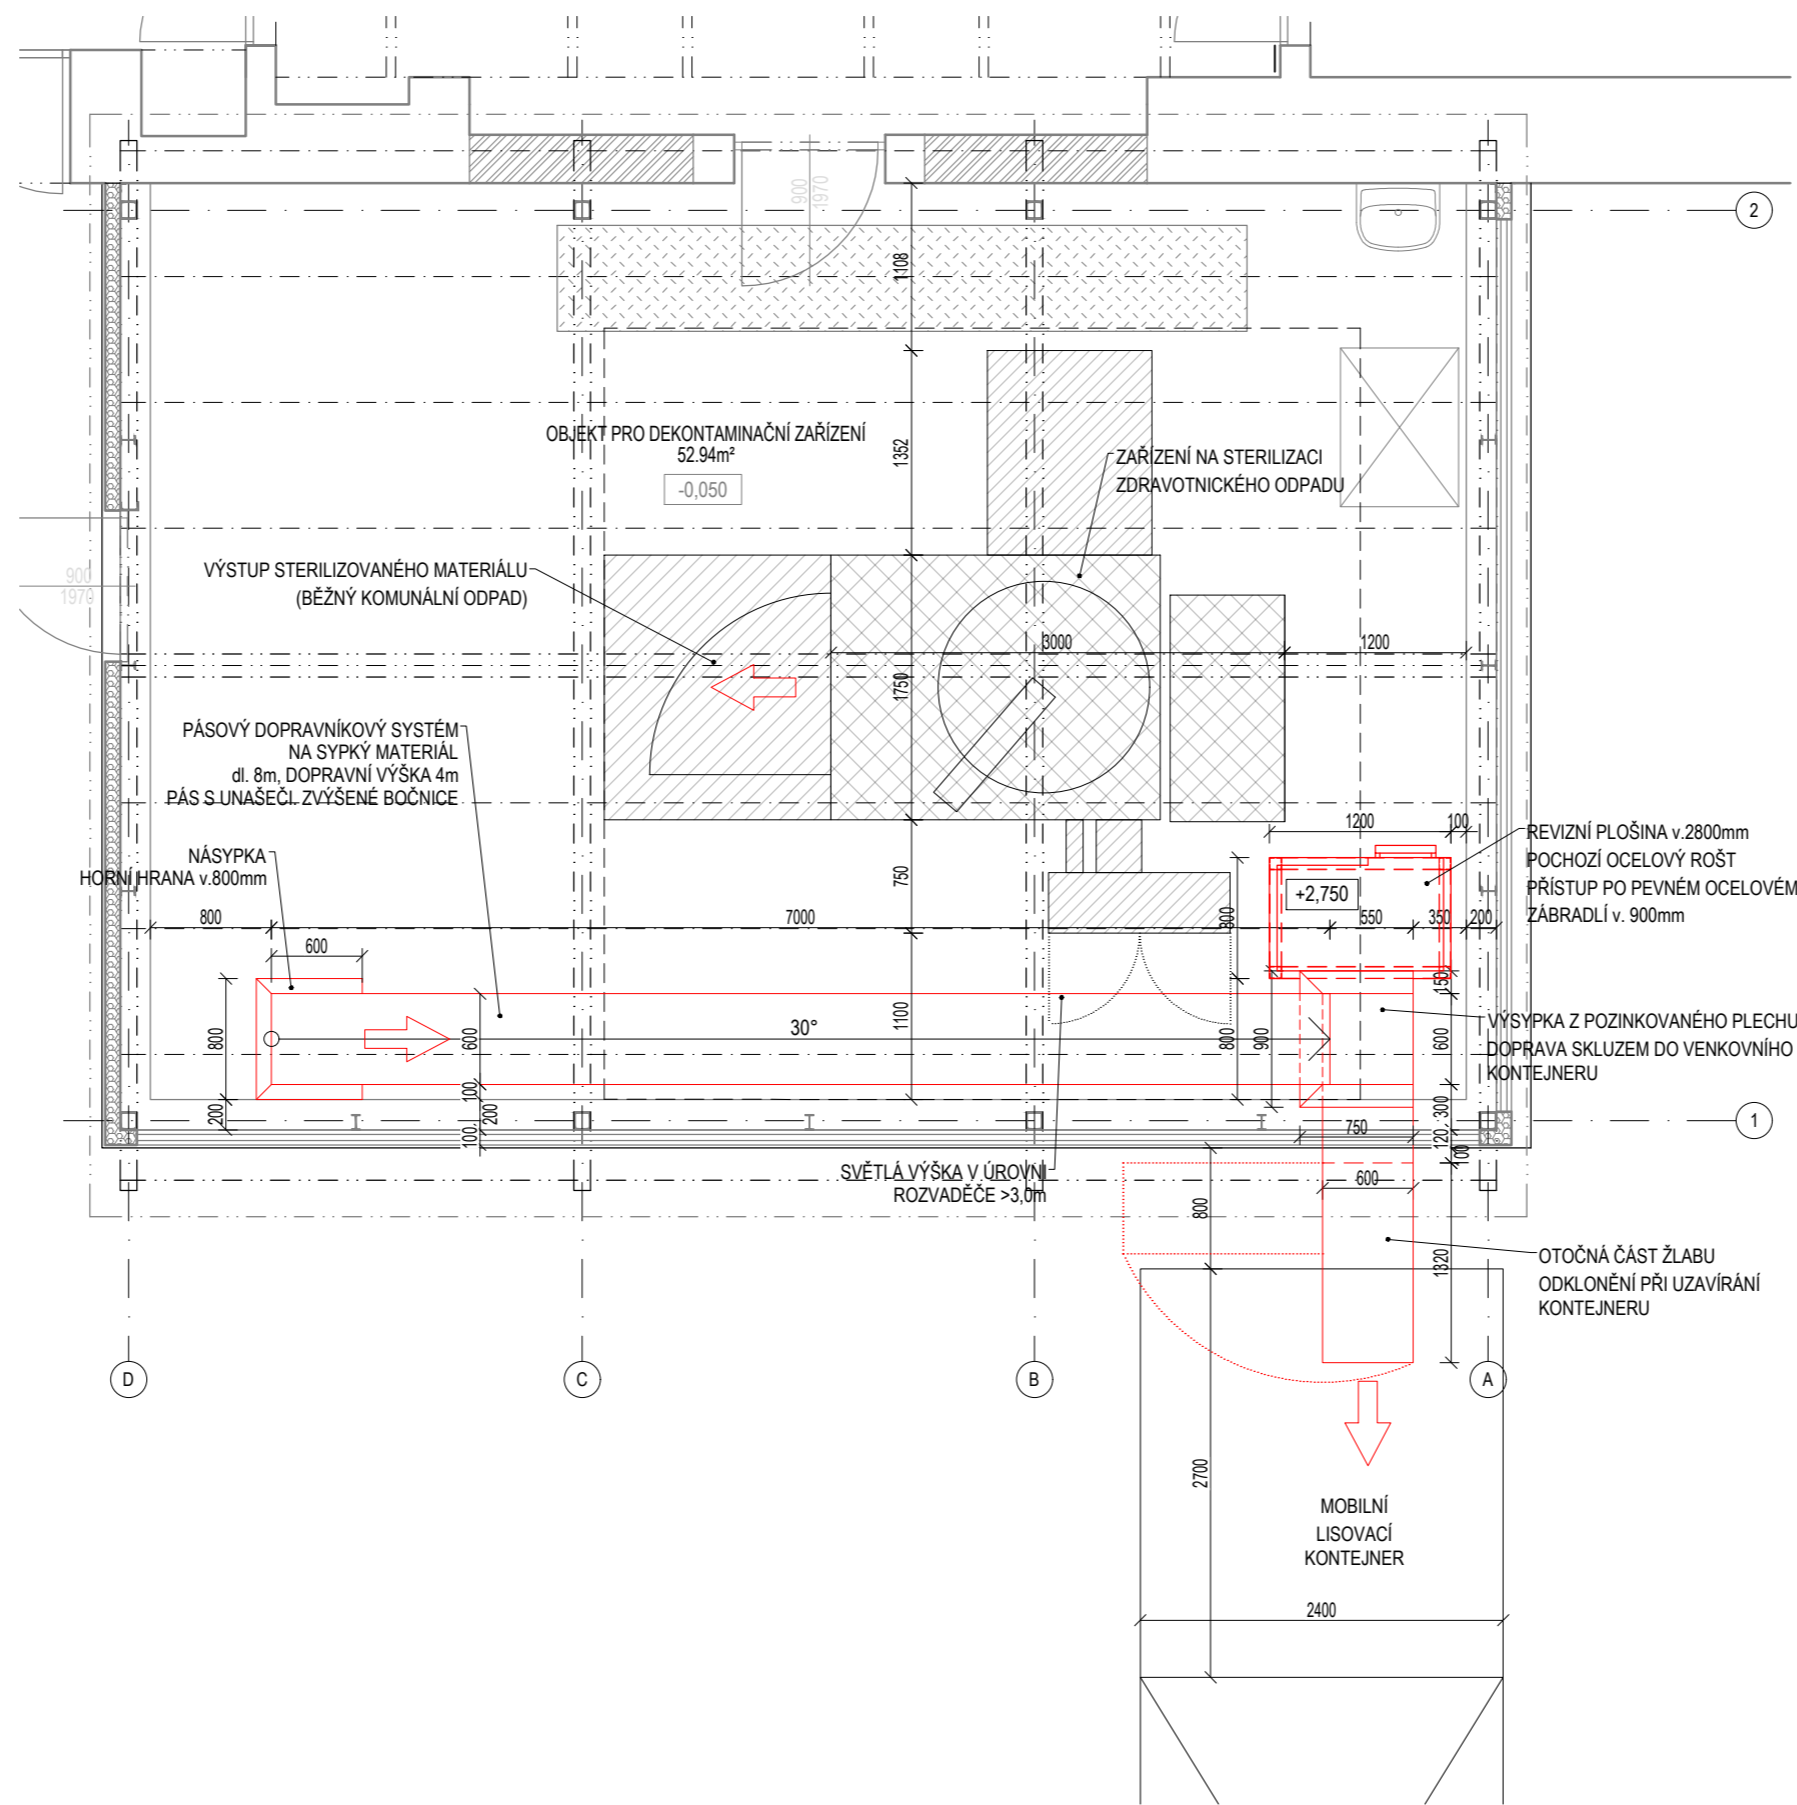 900
1970
2
1108
OBJEKT PRO DEKONTAMINAČNÍ ZAŘÍZENÍ
52.94m²
-0,050
1352
ZAŘÍZENÍ NA STERILIZACI
ZDRAVOTNICKÉHO ODPADU
VÝSTUP STERILIZOVANÉHO MATERIÁLU
(BĚŽNÝ KOMUNÁLNÍ ODPAD)
900
1970
3000
1200
1750
PÁSOVÝ DOPRAVNÍKOVÝ SYSTÉM
NA SYPKÝ MATERIÁL
dl. 8m, DOPRAVNÍ VÝŠKA 4m
PÁS S UNAŠEČI. ZVÝŠENÉ BOČNICE
NÁSYPKA
HORNÍ HRANA v.800mm
750
1200
100
REVIZNÍ PLOŠINA v.2800mm
POCHOZÍ OCELOVÝ ROŠT
PŘÍSTUP PO PEVNÉM OCELOVÉM
ZÁBRADLÍ v. 900mm
+2,750
800
7000
800
550
350
200
600
150
800
600
30°
1100
800
900
600
VÝSYPKA Z POZINKOVANÉHO PLECHU
DOPRAVA SKLUZEM DO VENKOVNÍHO
KONTEJNERU
200
100
200
100
300
120
100
750
1
SVĚTLÁ VÝŠKA V ÚROVNI
ROZVADĚČE >3,0m
600
800
1320
OTOČNÁ ČÁST ŽLABU
ODKLONĚNÍ PŘI UZAVÍRÁNÍ
KONTEJNERU
D
C
B
A
2700
MOBILNÍ
LISOVACÍ
KONTEJNER
2400